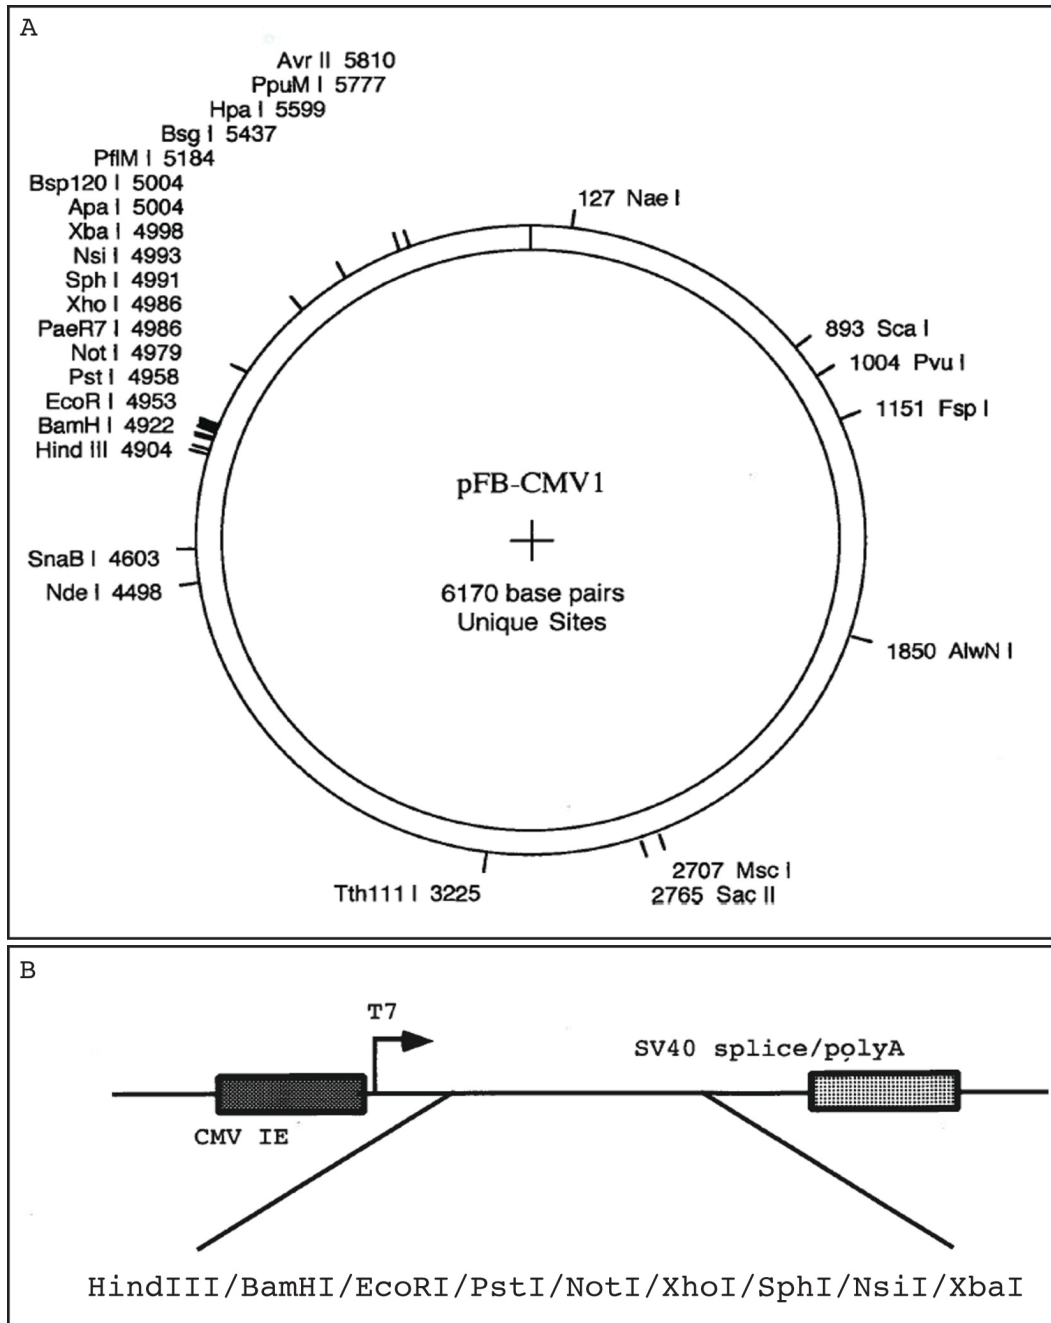 A
Avr II 5810
PpuM I 5777
Hpa I 5599
Bsg I 5437
PflM I 5184
Bsp120 I 5004
Apa I 5004
Xba I 4998
Nsi I 4993
Sph I 4991
Xho I 4986
PaeR7 I 4986
Not I 4979
Pst I 4958
EcoR I 4953
BamH I 4922
Hind III 4904
SnaB I 4603
Nde I 4498
127 Nae I
893 Sca I
1004 Pvu I
1151 Fsp I
pFB-CMV1
6170 base pairs
Unique Sites
1850 AlwN I
2707 Msc I
2765 Sac II
Tth111 I 3225
B
T7
SV40 splice/polyA
CMV IE
HindIII/BamHI/EcoRI/PstI/NotI/XhoI/SphI/NsiI/XbaI